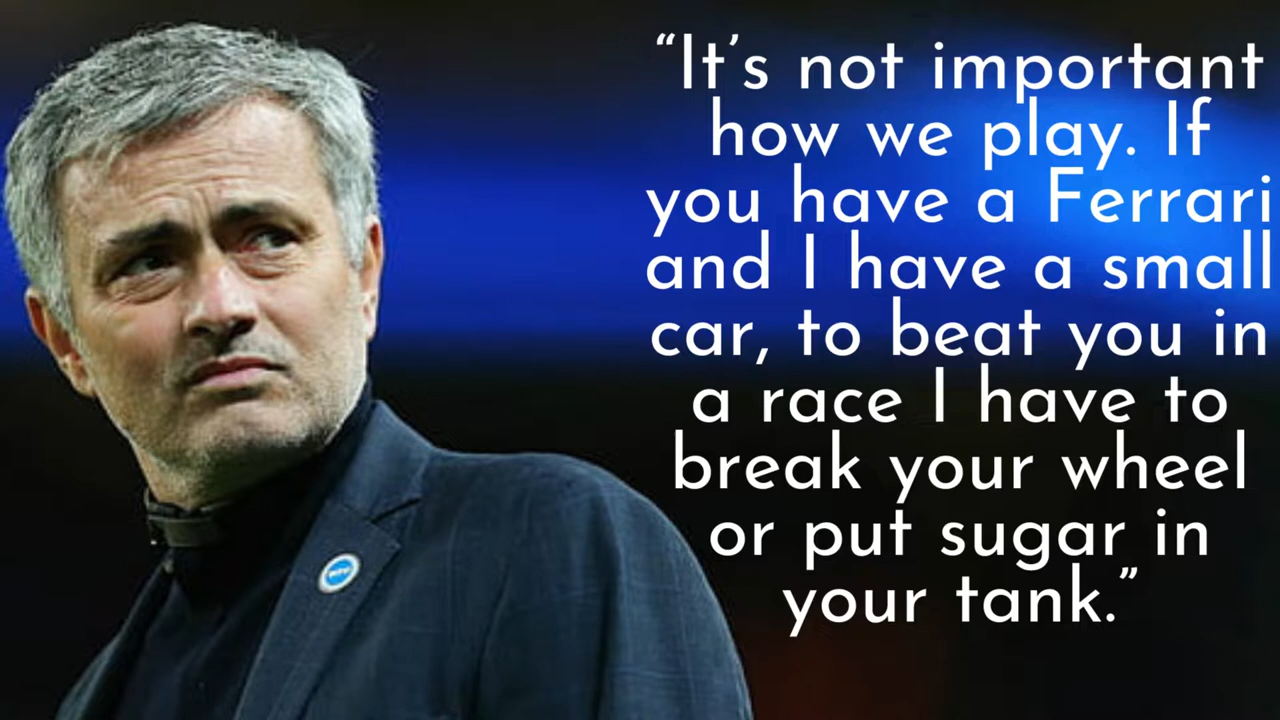 “It’s not important
how we play. If
you have a Ferrari
and I have a small
car, to beat you in
a race I have to
break your wheel
or put sugar in
your tank.”